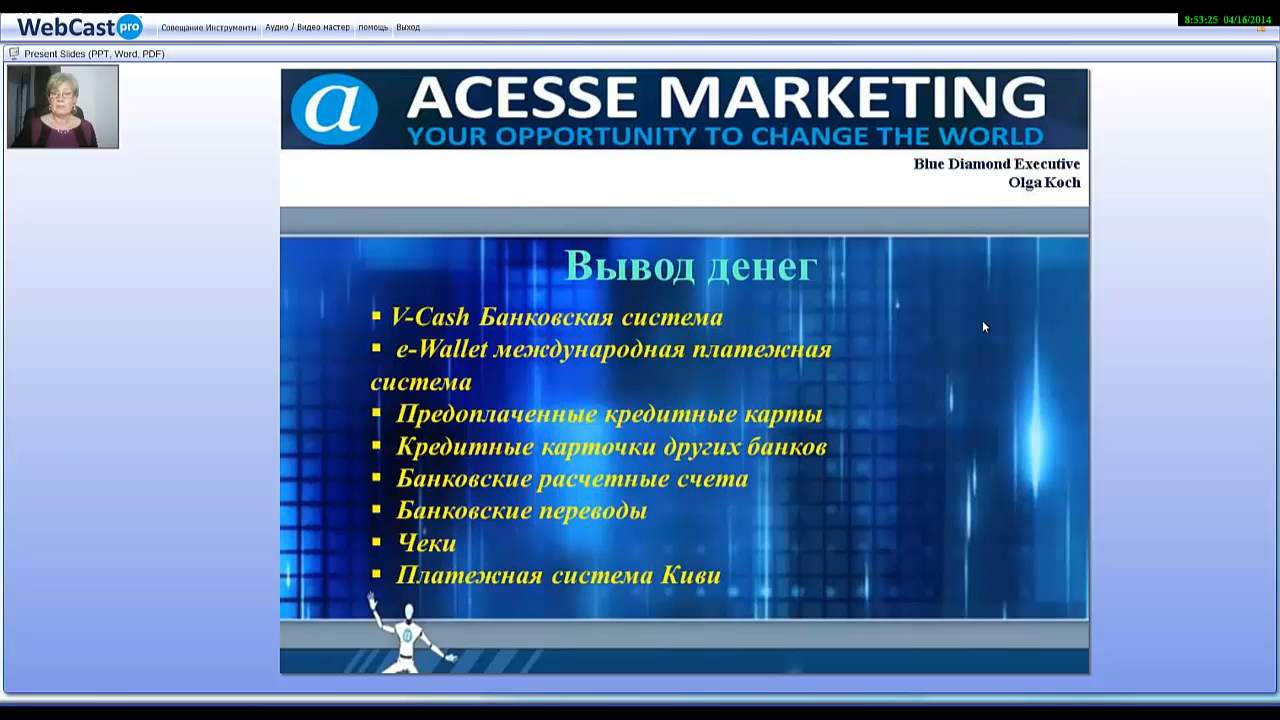 WebCast pro
Совещание Инструменты Аудио / Видео мастер помощь Выход
8:53:25 04/16/2014
Present Slides (PPT, Word, PDF)
a ACESSE MARKETING
YOUR OPPORTUNITY TO CHANGE THE WORLD
Blue Diamond Executive
Olga Koch
Вывод денег
▪ V-Cash Банковская система
▪ e-Wallet международная платежная
система
▪ Предоплаченные кредитные карты
▪ Кредитные карточки других банков
▪ Банковские расчетные счета
▪ Банковские переводы
▪ Чеки
▪ Платежная система Киви